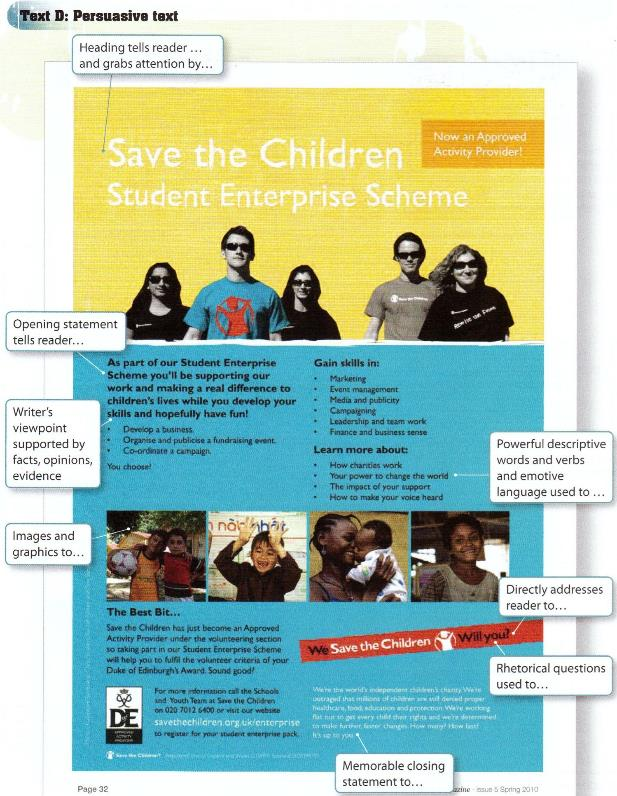 Text D: Persuasive text
Heading tells reader …
and grabs attention by…
Now an Approved
Activity Provider!
Save the Children
Student Enterprise Scheme
Save the Children
Rewrite the Future
Opening statement
tells reader…
As part of our Student Enterprise
Scheme you'll be supporting our
work and making a real difference to
children's lives while you develop your
skills and hopefully have fun!
• Develop a business.
• Organise and publicise a fundraising event.
• Co-ordinate a campaign.
You choose!
Gain skills in:
• Marketing
• Event management
• Media and publicity
• Campaigning
• Leadership and team work
• Finance and business sense
Learn more about:
• How charities work
• Your power to change the world
• The impact of your support
• How to make your voice heard
Writer's
viewpoint
supported by
facts, opinions,
evidence
Powerful descriptive
words and verbs
and emotive
language used to …
Images and
graphics to…
Directly addresses
reader to…
The Best Bit…
Save the Children has just become an Approved
Activity Provider under the volunteering section
so taking part in our Student Enterprise Scheme
will help you to fulfil the volunteer criteria of your
Duke of Edinburgh's Award. Sound good?
We Save the Children Will you?
Rhetorical questions
used to…
DE
APPROVED
ACTIVITY
PROVIDER
For more information call the Schools
and Youth Team at Save the Children
on 020 7012 6400 or visit our website
savethechildren.org.uk/enterprise
to register for your student enterprise pack.
We're the world's independent children's charity. We're
outraged that millions of children are still denied proper
healthcare, food, education and protection. We're working
flat out to get every child their rights and we're determined
to make further, faster changes. How many? How fast?
It's up to you.
Save the Children
Memorable closing
statement to…
Page 32
issue 5 Spring 2010